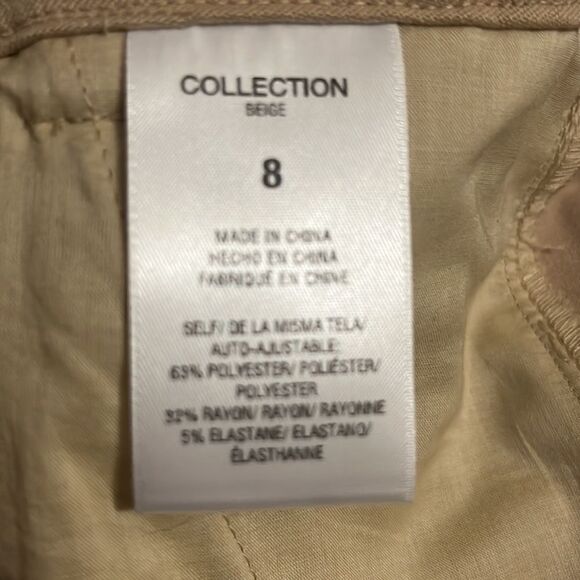 COLLECTION
BEIGE
8
MADE IN CHINA
HECHO EN CHINA
FABRIQUÉ EN CHINE
SELF/ DE LA MISMA TELA/
AUTO-AJUSTABLE:
63% POLYESTER/ POLIÉSTER/
POLYESTER
32% RAYON/ RAYON/ RAYONNE
5% ELASTANE/ ELASTANO/
ÉLASTHANNE